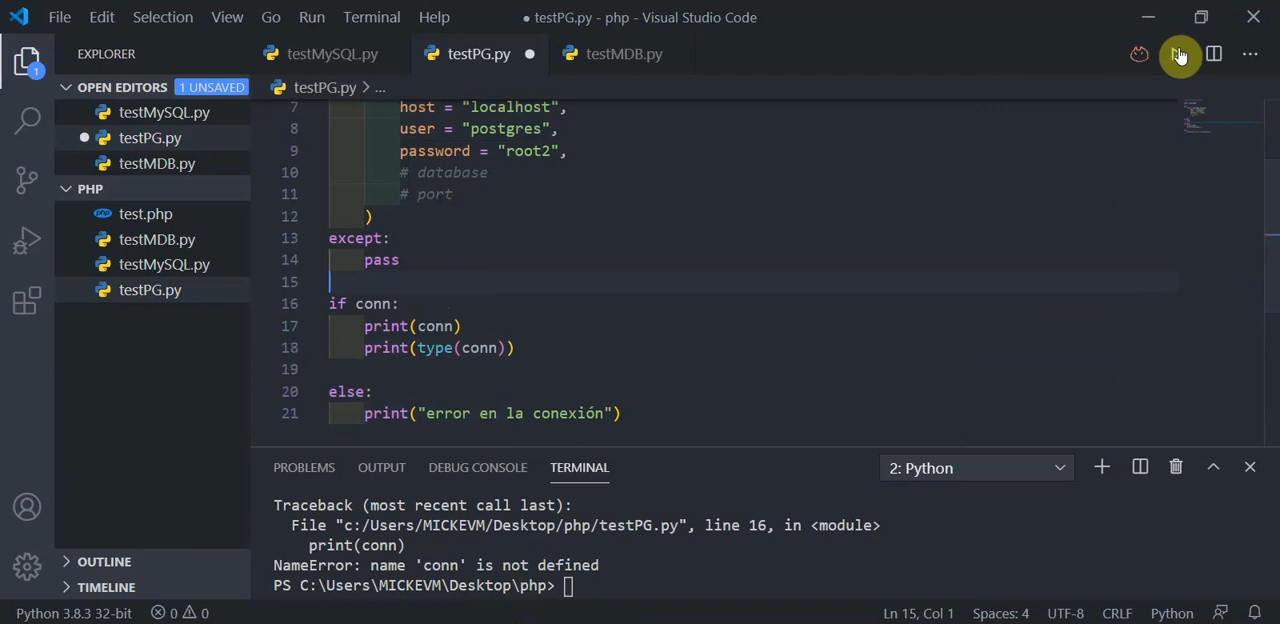 File Edit Selection View Go Run Terminal Help
● testPG.py - php - Visual Studio Code
EXPLORER
testMySQL.py
testPG.py
testMDB.py
OPEN EDITORS 1 UNSAVED
testPG.py > ...
testMySQL.py
testPG.py
testMDB.py
PHP
test.php
testMDB.py
testMySQL.py
testPG.py
OUTLINE
TIMELINE
1
7 host = "localhost",
8 user = "postgres",
9 password = "root2",
10 # database
11 # port
12 )
13 except:
14 pass
15
16 if conn:
17 print(conn)
18 print(type(conn))
19
20 else:
21 print("error en la conexión")
PROBLEMS OUTPUT DEBUG CONSOLE TERMINAL
2: Python
Traceback (most recent call last):
File "c:/Users/MICKEVM/Desktop/php/testPG.py", line 16, in <module>
print(conn)
NameError: name 'conn' is not defined
PS C:\Users\MICKEVM\Desktop\php>
Python 3.8.3 32-bit 0 0
Ln 15, Col 1 Spaces: 4 UTF-8 CRLF Python